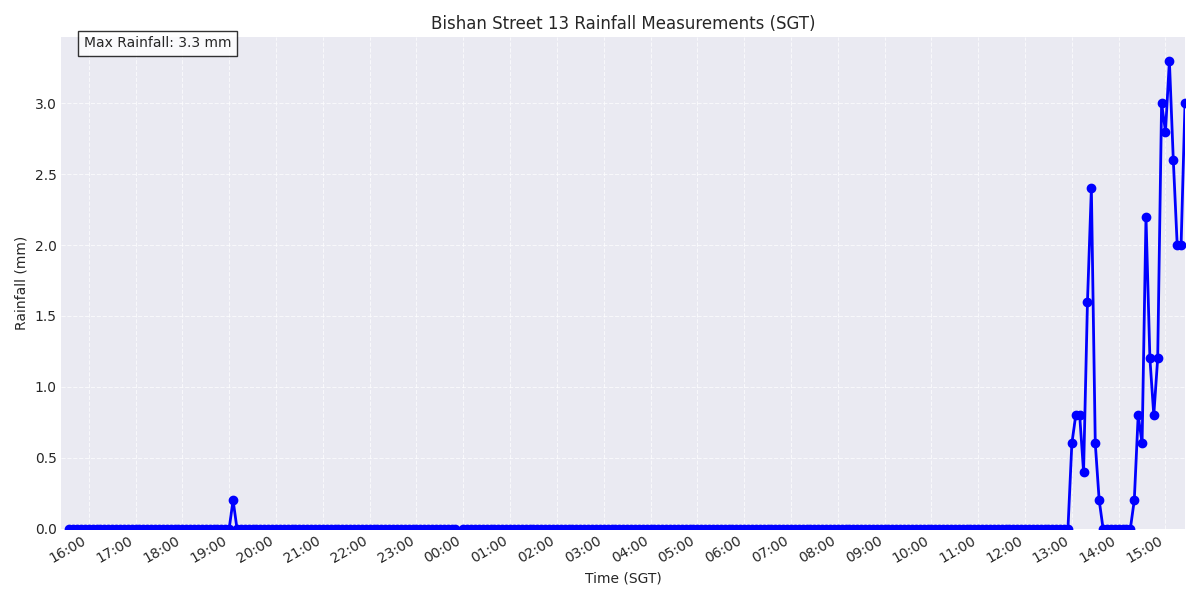 Bishan Street 13 Rainfall Measurements (SGT)
Max Rainfall: 3.3 mm
Rainfall (mm)
3.0
2.5
2.0
1.5
1.0
0.5
0.0
16:00 17:00 18:00 19:00 20:00 21:00 22:00 23:00 00:00 01:00 02:00 03:00 04:00 05:00 06:00 07:00 08:00 09:00 10:00 11:00 12:00 13:00 14:00 15:00
Time (SGT)